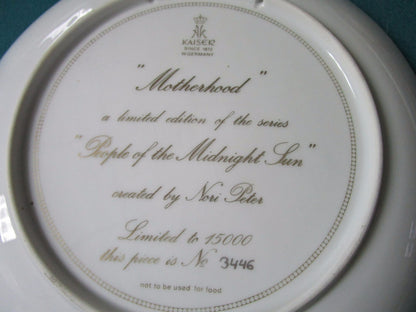 AK
KAISER
SINCE 1872
W.GERMANY
"Motherhood"
a limited edition of the series
"People of the Midnight Sun"
created by Nori Peter
Limited to 15000
this piece is No 3446
not to be used for food